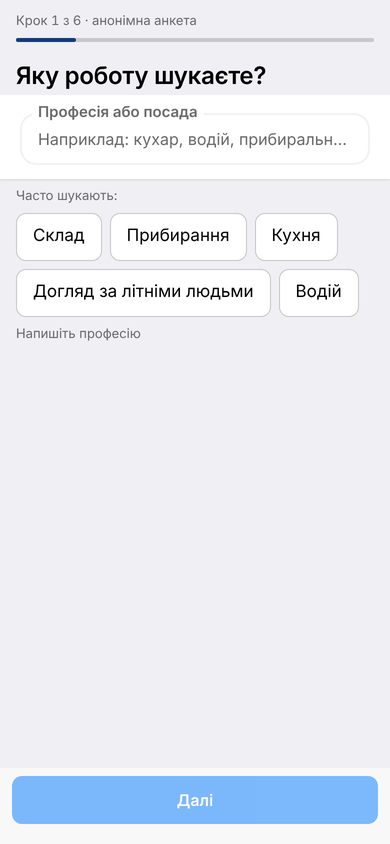 Крок 1 з 6 · анонімна анкета
Яку роботу шукаєте?
Професія або посада
Наприклад: кухар, водій, прибиральн...
Часто шукають:
Склад
Прибирання
Кухня
Догляд за літніми людьми
Водій
Напишіть професію
Далі